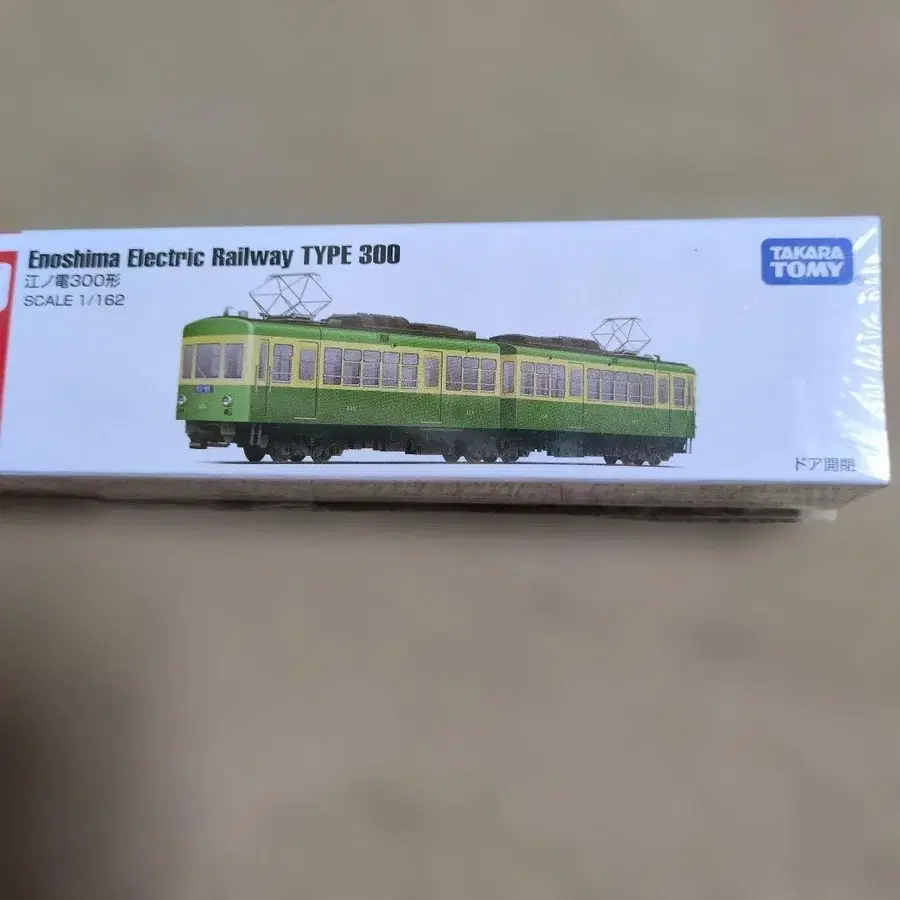 Enoshima Electric Railway TYPE 300
江ノ電300形
SCALE 1/162
TAKARA
TOMY
ドア開閉